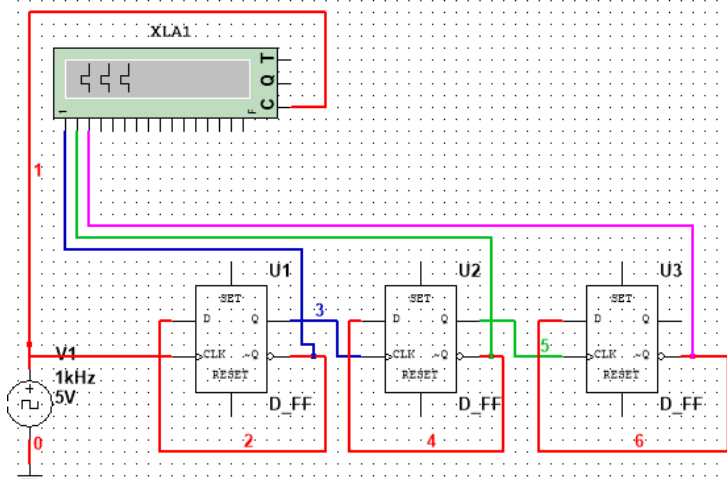 XLA1
C Q T
1
F
1
U1
SET
D Q
CLK ~Q
RESET
D_FF
3
U2
SET
D Q
CLK ~Q
RESET
D_FF
5
U3
SET
D Q
CLK ~Q
RESET
D_FF
V1
1kHz
5V
0
2
4
6